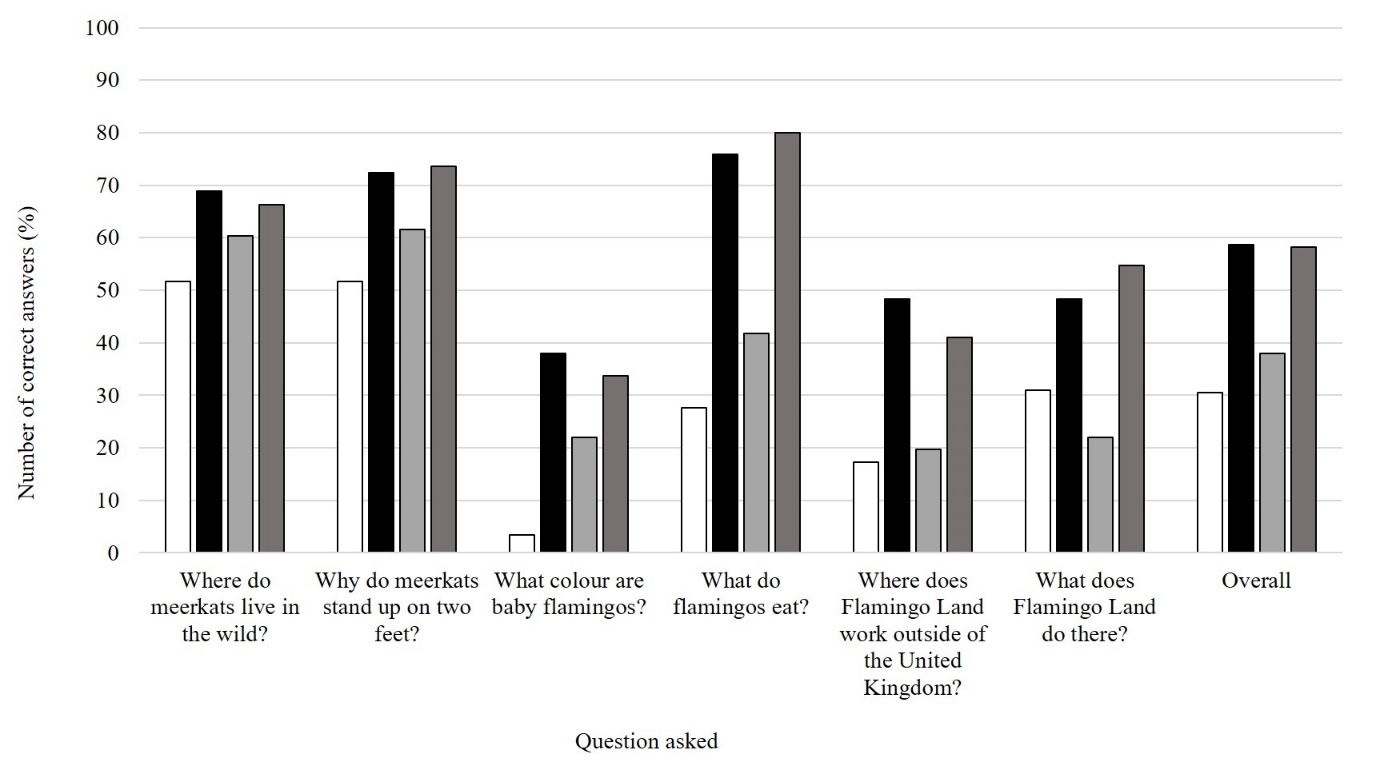 Number of correct answers (%)
100
90
80
70
60
50
40
30
20
10
0
Where do
meerkats live in
the wild?
Why do meerkats
stand up on two
feet?
What colour are
baby flamingos?
What do
flamingos eat?
Where does
Flamingo Land
work outside of
the United
Kingdom?
What does
Flamingo Land
do there?
Overall
Question asked